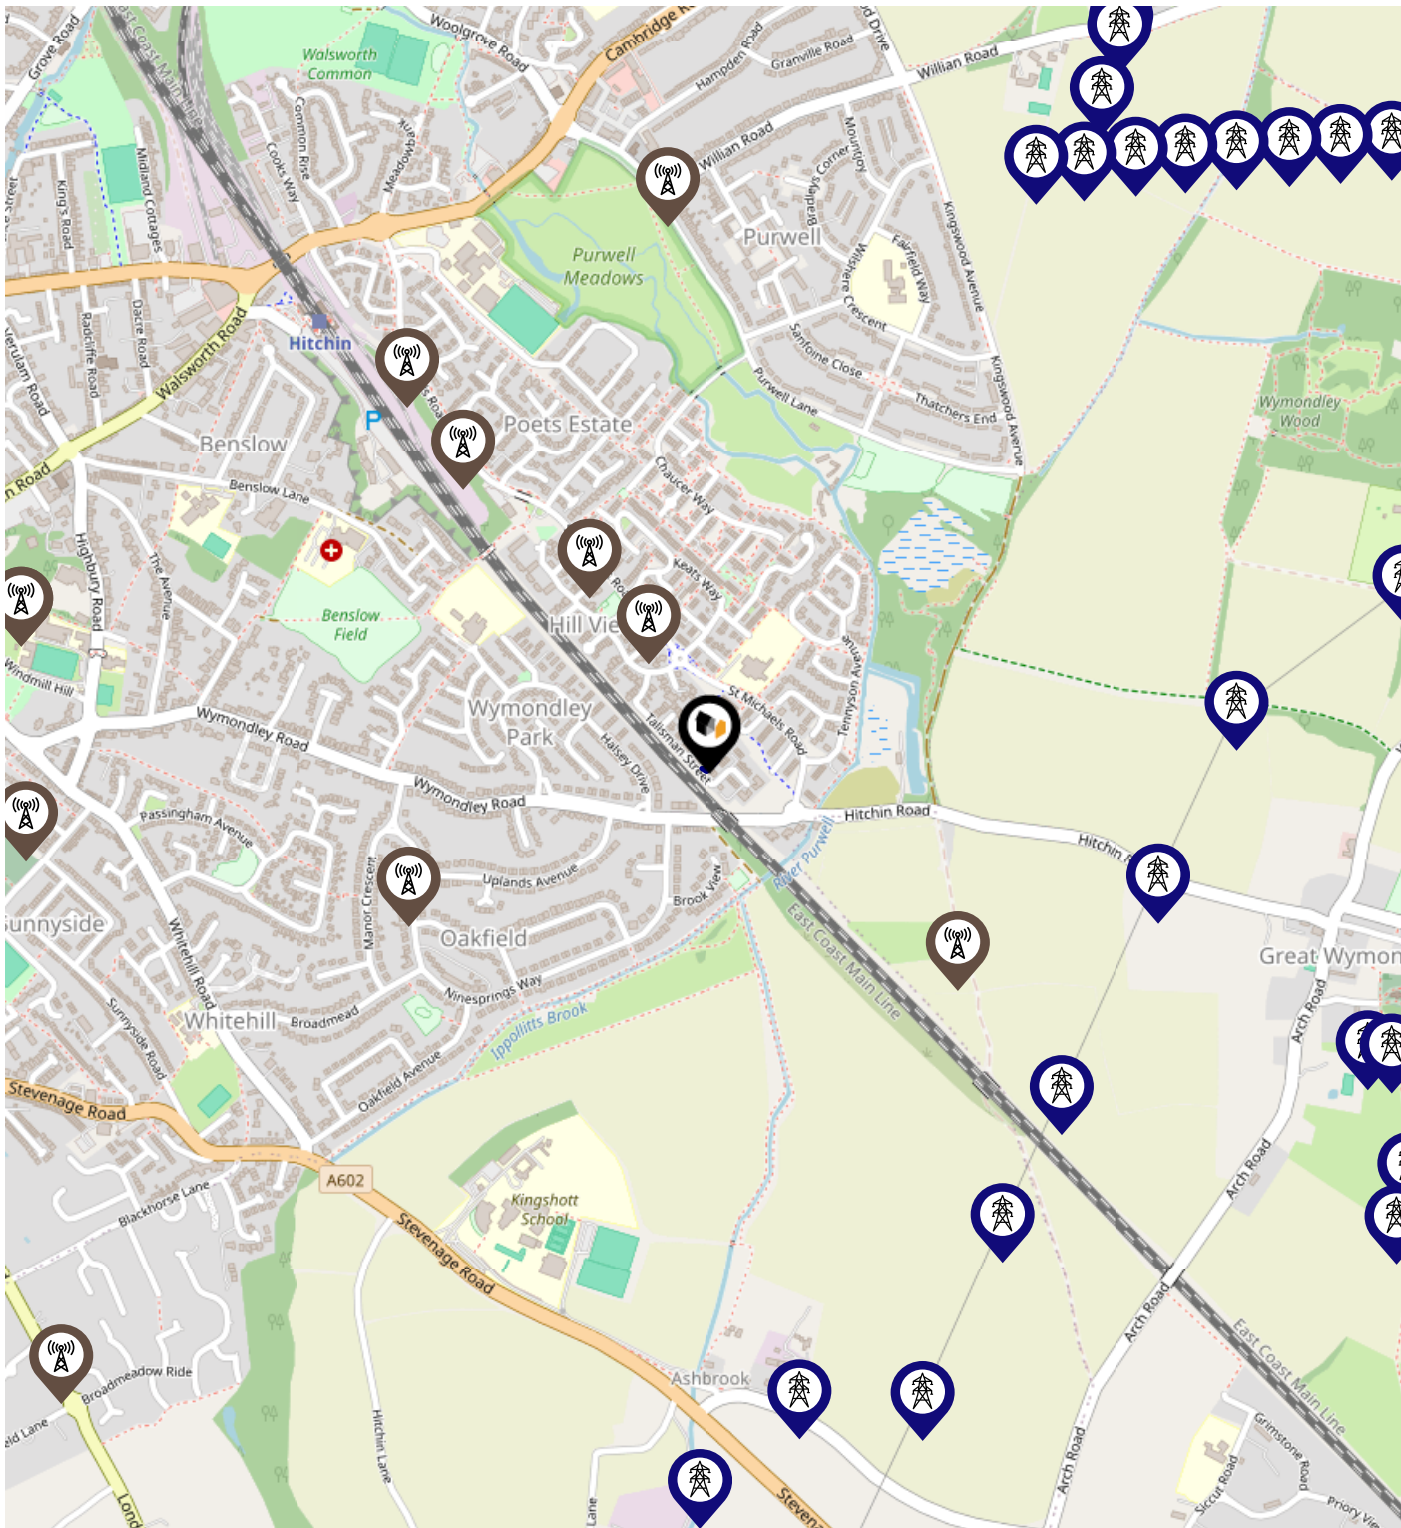 Grove Road
East Coast Main Line
Walsworth
Common
Woolgrove Road
Cambridge
Hampden Road
Granville Road
Willian Road
Common Rise
Cooks Way
Willian Road
Mountjoy
Midland Cottages
King's Road
Kingswood Avenue
Purwell
Purwell
Meadows
Fairfield Way
Wilshere Crescent
Dacre Road
Radcliffe Road
Walsworth Road
Hitchin
Sanfoine Close
Kingswood Avenue
Purwell Lane
Thatchers End
Wymondley
Wood
P
Poets Estate
Benslow
Chaucer Way
Benslow Lane
Highbury Road
The Avenue
Keats Way
Benslow
Field
Hill Vie
Windmill Hill
Tennyson Avenue
St Michaels Road
Wymondley
Park
Wymondley Road
Talisman Street
Halsey Drive
Wymondley Road
Hitchin Road
Passingham Avenue
Hitchin
River Purwell
Manor Crescent
Uplands Avenue
Brook View
Sunnyside
Whitehill Road
Oakfield
East Coast Main Line
Great Wymon
Ninesprings Way
Arch Road
Sunnyside Road
Whitehill
Broadmead
Ippollitts Brook
Oakfield Avenue
Stevenage Road
A602
Arch Road
Blackhorse Lane
Kingshott
School
Stevenage Road
Arch Road
East Coast Main Line
Broadmeadow Ride
Ashbrook
Hitchin Lane
Grimstone Road
Arch Road
Siccut Road
Lane
Priory